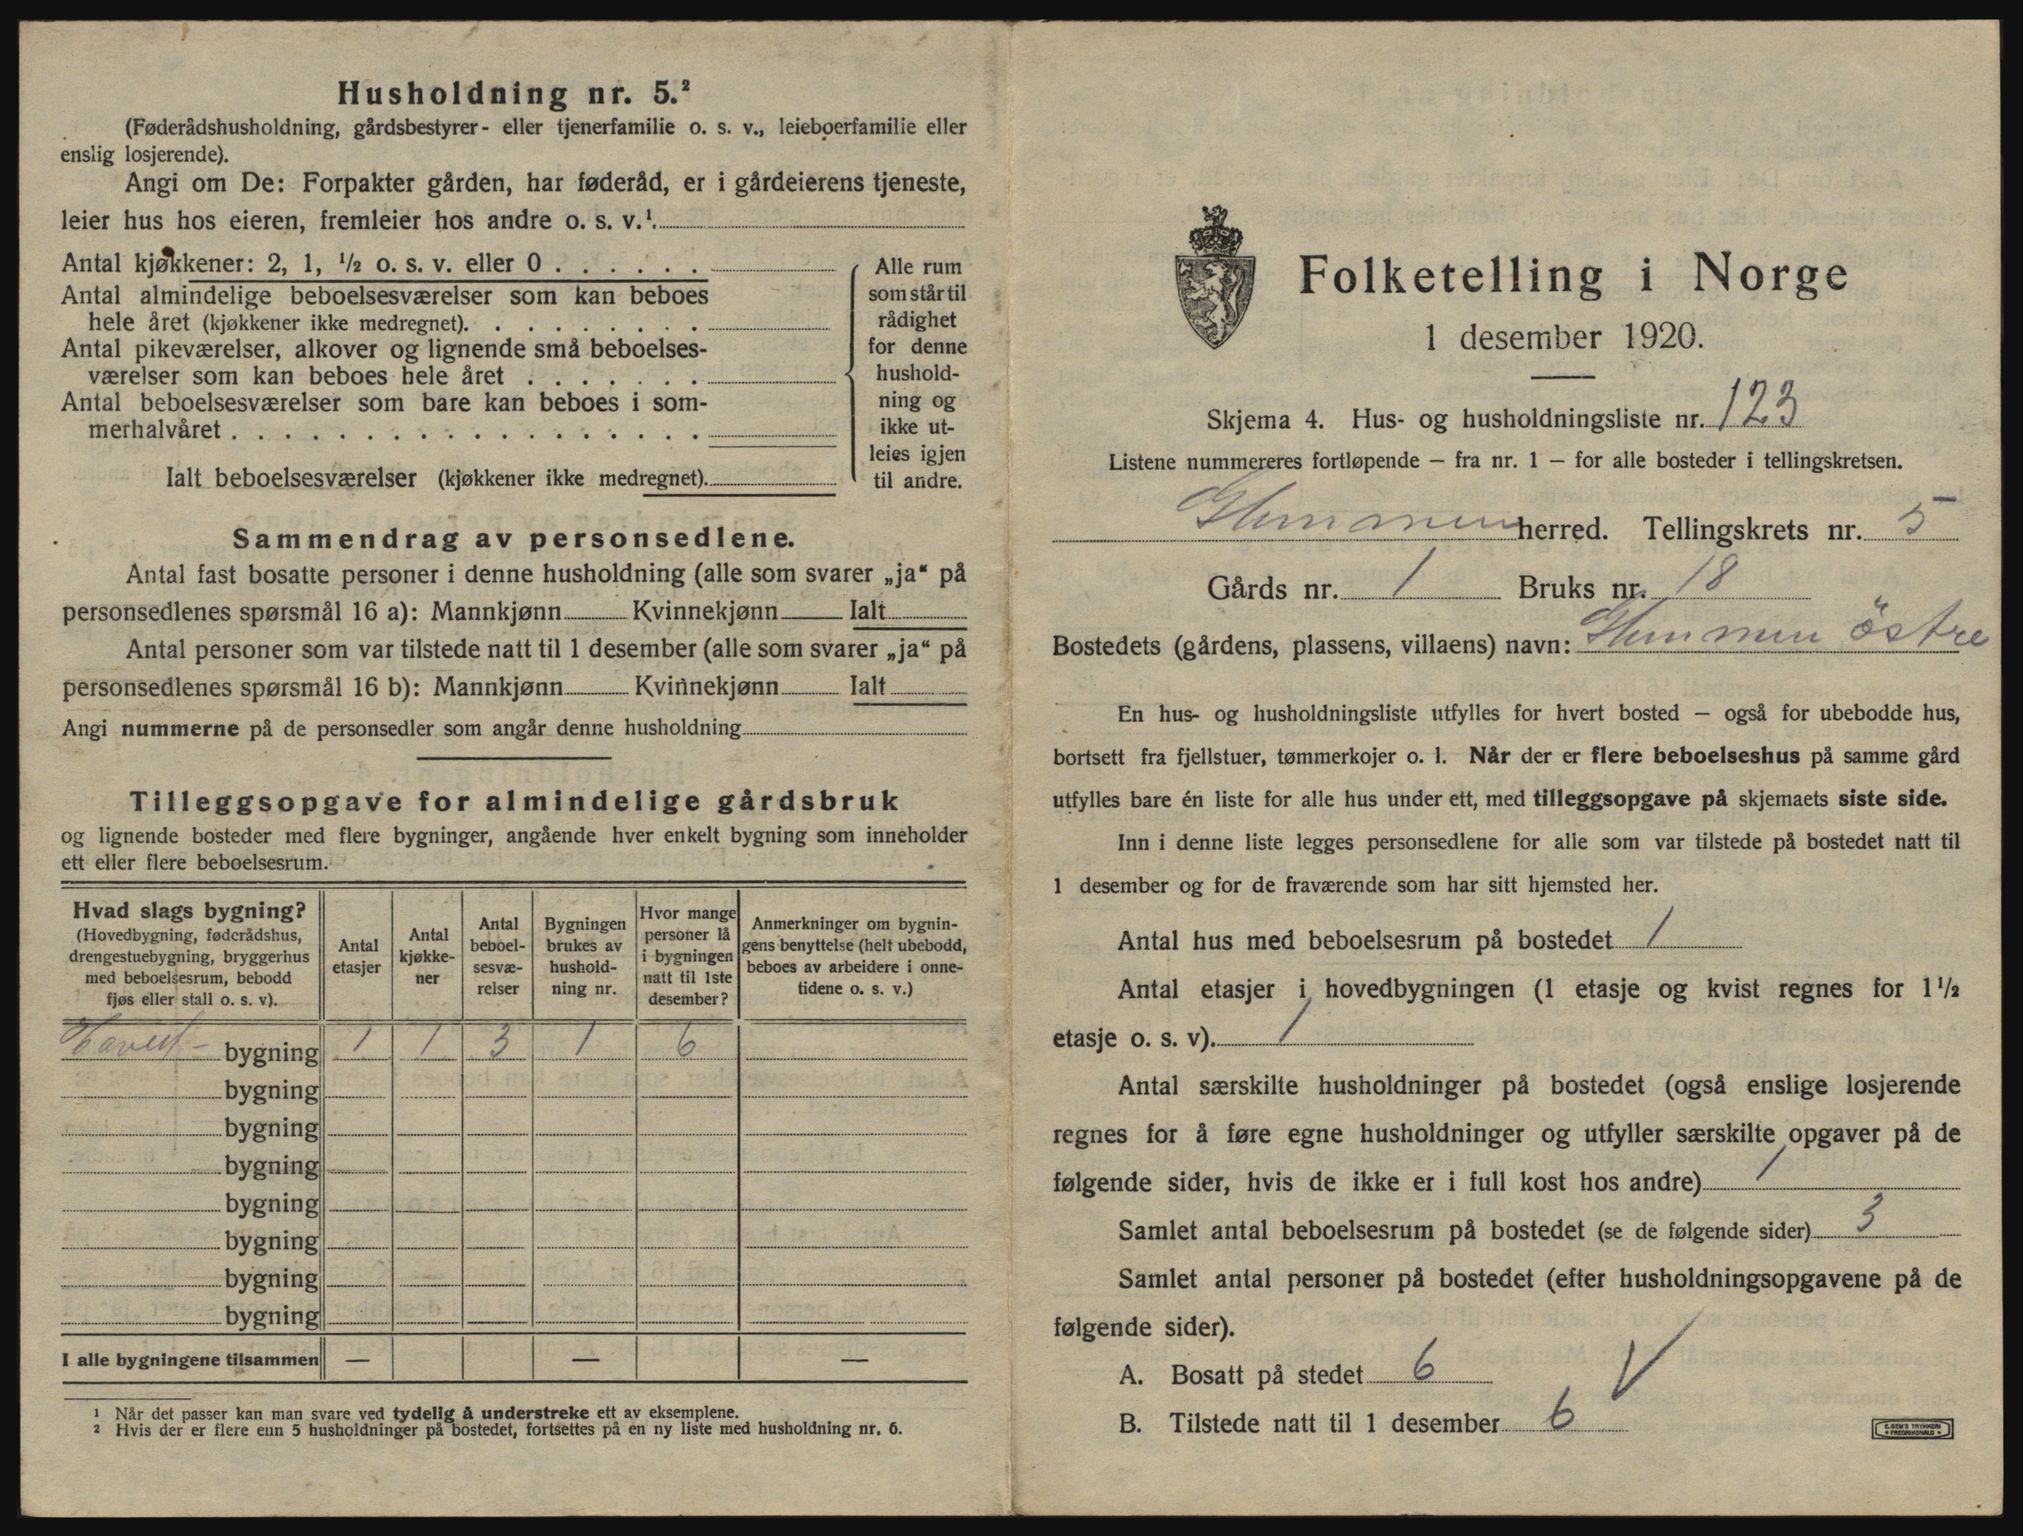 Husholdning nr. 5.²
(Føderådshusholdning, gårdsbestyrer- eller tjenerfamilie o. s. v., leieboerfamilie eller
enslig losjerende).
Angi om De: Forpakter gården, har føderåd, er i gårdeierens tjeneste,
leier hus hos eieren, fremleier hos andre o. s. v.¹.
Antal kjøkkener: 2, 1, ½ o. s. v. eller 0
Antal almindelige beboelsesværelser som kan beboes
hele året (kjøkkener ikke medregnet).
Antal pikeværelser, alkover og lignende små beboelses-
værelser som kan beboes hele året
Antal beboelsesværelser som bare kan beboes i som-
merhalvåret
Ialt beboelsesværelser (kjøkkener ikke medregnet).
Alle rum
som står til
rådighet
for denne
hushold-
ning og
ikke ut-
leies igjen
til andre.
Sammendrag av personsedlene.
Antal fast bosatte personer i denne husholdning (alle som svarer „ja“ på
personsedlenes spørsmål 16 a): Mannkjønn Kvinnekjønn Ialt
Antal personer som var tilstede natt til 1 desember (alle som svarer „ja“ på
personsedlenes spørsmål 16 b): Mannkjønn Kvinnekjønn Ialt
Angi nummerne på de personsedler som angår denne husholdning
Tilleggsopgave for almindelige gårdsbruk
og lignende bosteder med flere bygninger, angående hver enkelt bygning som inneholder
ett eller flere beboelsesrum.
Hvad slags bygning?
(Hovedbygning, føderådshus,
drengestuebygning, bryggerhus
med beboelsesrum, bebodd
fjøs eller stall o. s. v).
Antal
etasjer
Antal
kjøkke-
ner
Antal
beboel-
sesvæ-
relser
Bygningen
brukes av
hushold-
ning nr.
Hvor mange
personer lå
i bygningen
natt til 1ste
desember?
Anmerkninger om bygnin-
gens benyttelse (helt ubebodd,
beboes av arbeidere i onne-
tidene o. s. v.)
bygning 1 1 3 1 6
bygning
bygning
bygning
bygning
bygning
bygning
bygning
I alle bygningene tilsammen — — —
¹ Når det passer kan man svare ved tydelig å understreke ett av eksemplene.
² Hvis der er flere enn 5 husholdninger på bostedet, fortsettes på en ny liste med husholdning nr. 6.
Folketelling i Norge
1 desember 1920.
Skjema 4. Hus- og husholdningsliste nr. 123
Listene nummereres fortløpende — fra nr. 1 — for alle bosteder i tellingskretsen.
Glemmen herred. Tellingskrets nr. 5
Gårds nr. 1 Bruks nr. 18
Bostedets (gårdens, plassens, villaens) navn: Glemmen östre
En hus- og husholdningsliste utfylles for hvert bosted — også for ubebodde hus,
bortsett fra fjellstuer, tømmerkojer o. l. Når der er flere beboelseshus på samme gård
utfylles bare én liste for alle hus under ett, med tilleggsopgave på skjemaets siste side.
Inn i denne liste legges personsedlene for alle som var tilstede på bostedet natt til
1 desember og for de fraværende som har sitt hjemsted her.
Antal hus med beboelsesrum på bostedet 1
Antal etasjer i hovedbygningen (1 etasje og kvist regnes for 1½
etasje o. s. v). 1
Antal særskilte husholdninger på bostedet (også enslige losjerende
regnes for å føre egne husholdninger og utfyller særskilte opgaver på de
følgende sider, hvis de ikke er i full kost hos andre) 1
Samlet antal beboelsesrum på bostedet (se de følgende sider) 3
Samlet antal personer på bostedet (efter husholdningsopgavene på de
følgende sider).
A. Bosatt på stedet 6
B. Tilstede natt til 1 desember 6
E. SEM'S TRYKKERI
FREDRIKSHALD